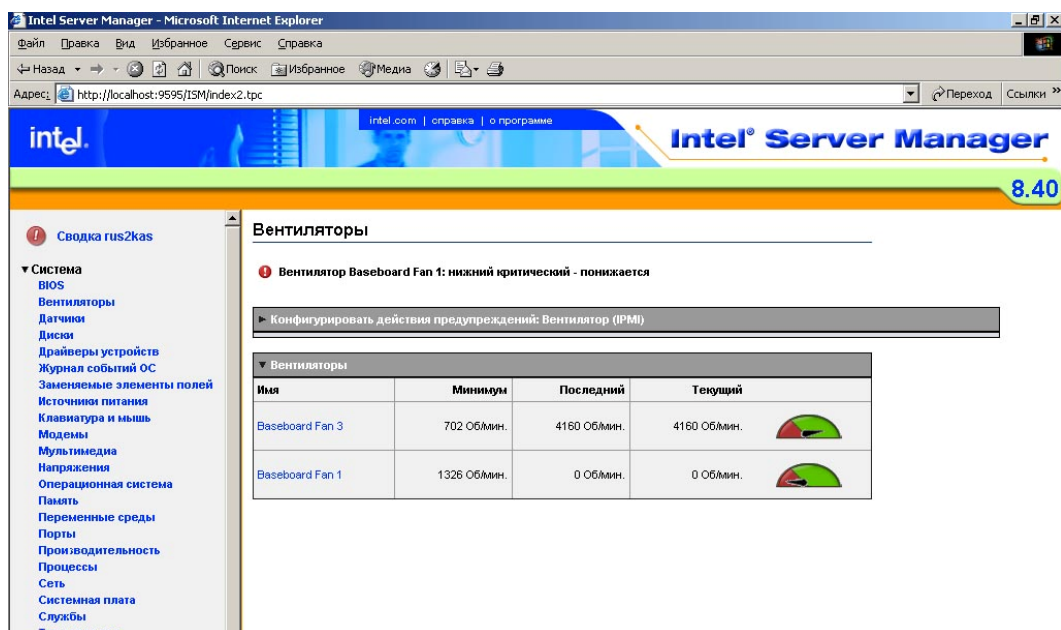 Intel Server Manager - Microsoft Internet Explorer
Файл Правка Вид Избранное Сервис Справка
Назад Поиск Избранное Медиа
Адрес: http://localhost:9595/ISM/index2.tpc Переход Ссылки »
intel.com | справка | о программе
intel. Intel® Server Manager
8.40
Сводка rus2kas
Система
BIOS
Вентиляторы
Датчики
Диски
Драйверы устройств
Журнал событий ОС
Заменяемые элементы полей
Источники питания
Клавиатура и мышь
Модемы
Мультимедиа
Напряжения
Операционная система
Память
Переменные среды
Порты
Производительность
Процессы
Сеть
Системная плата
Службы
Вентиляторы
Вентилятор Baseboard Fan 1: нижний критический - понижается
Конфигурировать действия предупреждений: Вентилятор (IPMI)
Вентиляторы
Имя Минимум Последний Текущий
Baseboard Fan 3 702 Об/мин. 4160 Об/мин. 4160 Об/мин.
Baseboard Fan 1 1326 Об/мин. 0 Об/мин. 0 Об/мин.